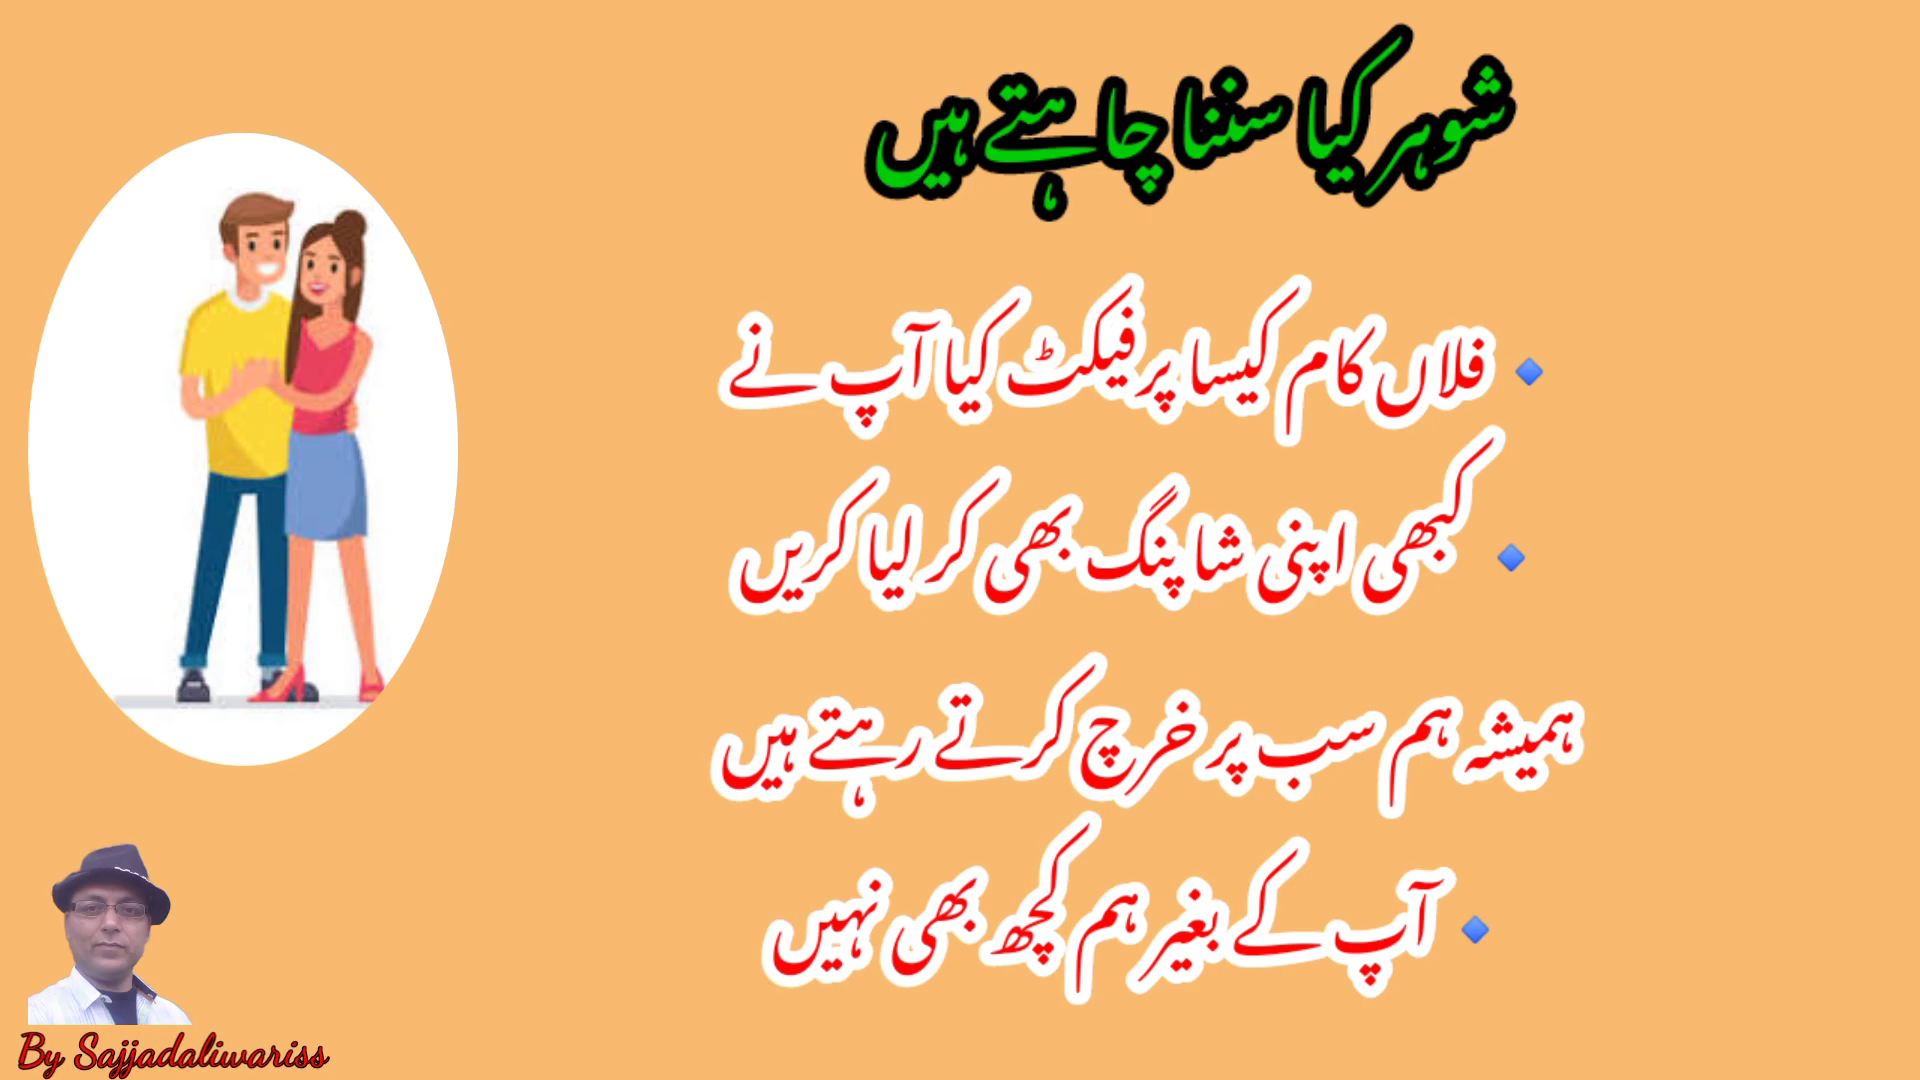 شوہر کیا سننا چاہتے ہیں
🔹 فلاں کام کیسا پرفیکٹ کیا آپ نے
🔹 کبھی اپنی شاپنگ بھی کر لیا کریں
ہمیشہ ہم سب پر خرچ کرتے رہتے ہیں
🔹 آپ کے بغیر ہم کچھ بھی نہیں
By Sajjadaliwariss